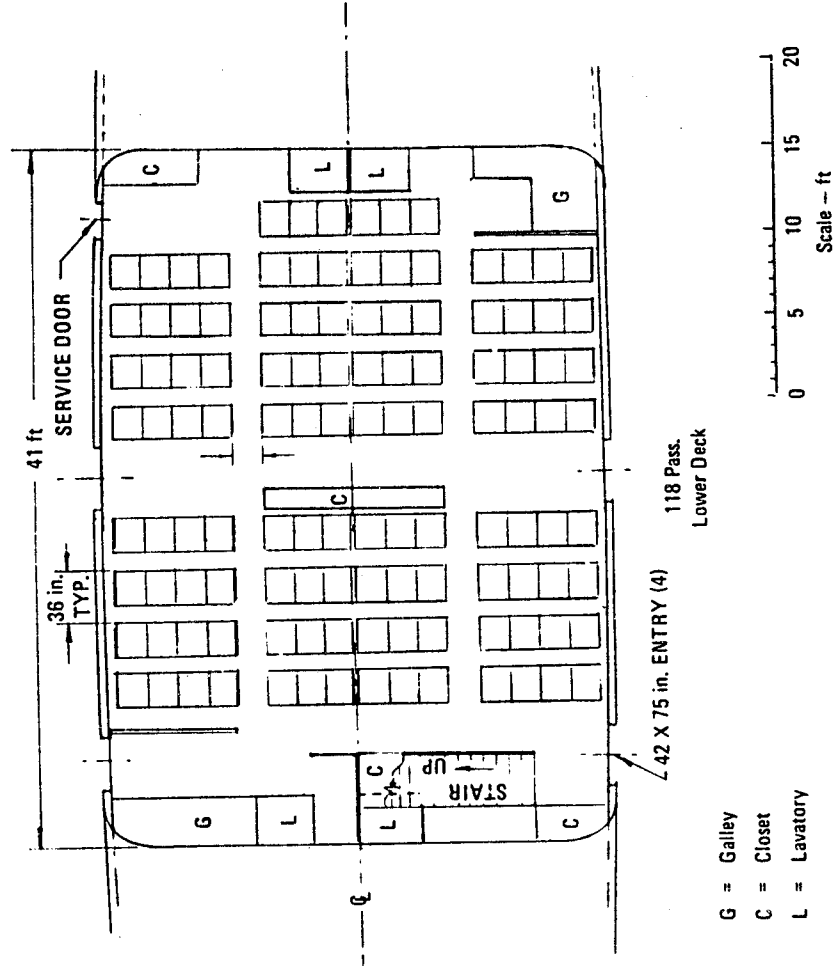 41 ft
SERVICE DOOR
36 in.
TYP.
C
L
L
G
C
G
L
C
UP
STAIR
L
C
℄
118 Pass.
Lower Deck
42 X 75 in. ENTRY (4)
G = Galley
C = Closet
L = Lavatory
0 5 10 15 20
Scale – ft